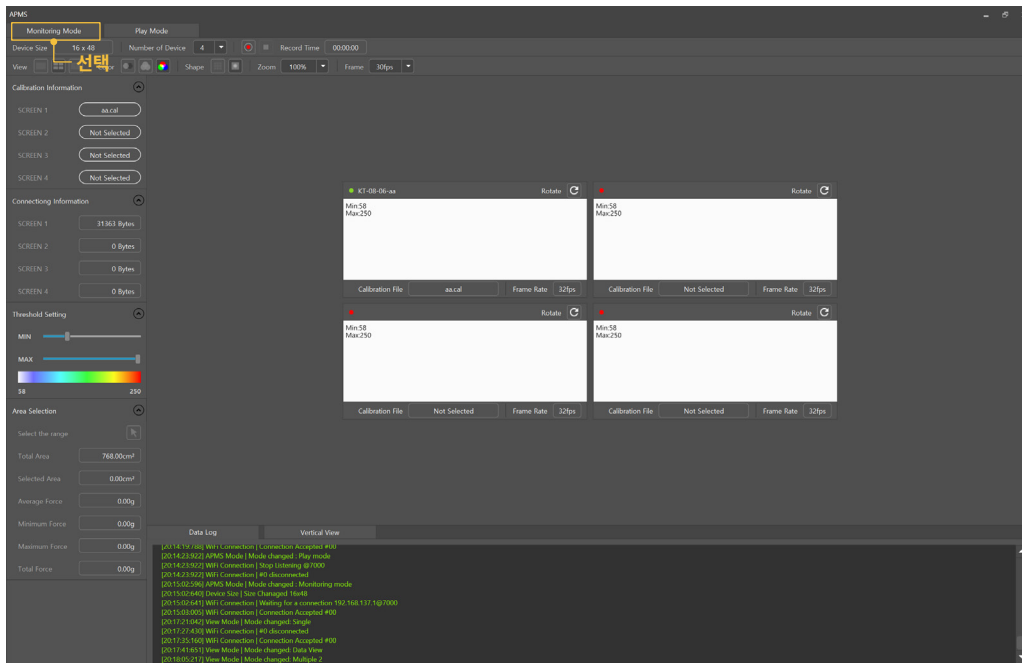 APMS
Monitoring Mode Play Mode
Device Size 16 x 48 Number of Device 4 Record Time 00:00:00
선택
View Shape Zoom 100% Frame 30fps
Calibration Information
SCREEN 1 aa.cal
SCREEN 2 Not Selected
SCREEN 3 Not Selected
SCREEN 4 Not Selected
Connectiong Information
SCREEN 1 31363 Bytes
SCREEN 2 0 Bytes
SCREEN 3 0 Bytes
SCREEN 4 0 Bytes
Threshold Setting
MIN
MAX
58 250
Area Selection
Select the range
Total Area 768.00cm²
Selected Area 0.00cm²
Average Force 0.00g
Minimum Force 0.00g
Maximum Force 0.00g
Total Force 0.00g
KT-08-06-aa Rotate
Min:58
Max:250
Calibration File aa.cal Frame Rate 32fps
Rotate
Min:58
Max:250
Calibration File Not Selected Frame Rate 32fps
Rotate
Min:58
Max:250
Calibration File Not Selected Frame Rate 32fps
Rotate
Min:58
Max:250
Calibration File Not Selected Frame Rate 32fps
Data Log Vertical View
[20:14:19:788] WiFi Connection | Connection Accepted #00
[20:14:23:922] APMS Mode | Mode changed : Play mode
[20:14:23:922] WiFi Connection | Stop Listening @7000
[20:14:23:922] WiFi Connection | #0 disconnected
[20:15:02:596] APMS Mode | Mode changed : Monitoring mode
[20:15:02:640] Device Size | Size Chanaged 16x48
[20:15:02:641] WiFi Connection | Waiting for a connection 192.168.137.1@7000
[20:15:03:005] WiFi Connection | Connection Accepted #00
[20:17:21:042] View Mode | Mode changed: Single
[20:17:27:430] WiFi Connection | #0 disconnected
[20:17:35:160] WiFi Connection | Connection Accepted #00
[20:17:41:651] View Mode | Mode changed: Data View
[20:18:05:217] View Mode | Mode changed: Multiple 2